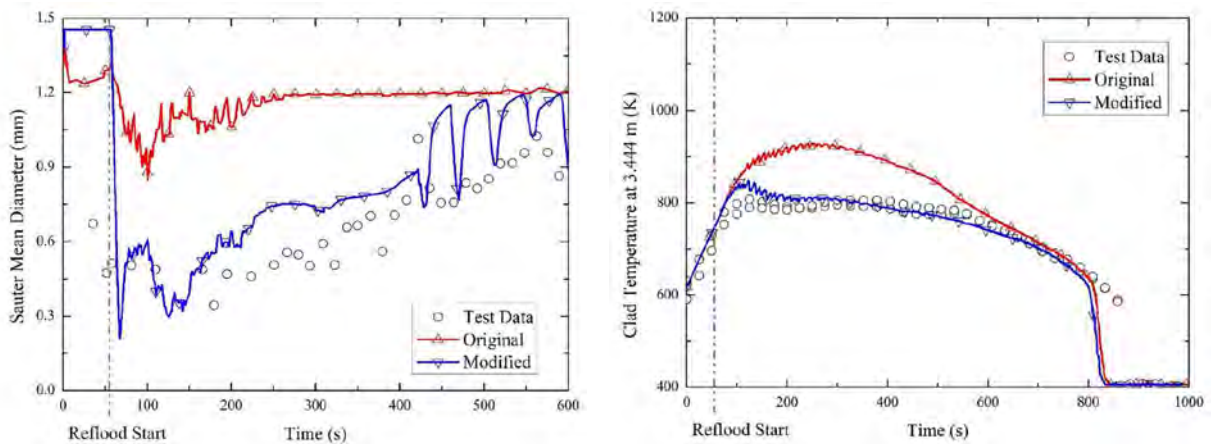 1.5
1.2
0.9
0.6
0.3
0.0
Sauter Mean Diameter (mm)
Test Data
Original
Modified
0 100 200 300 400 500 600
Reflood Start Time (s)
1200
1000
800
600
400
Clad Temperature at 3.444 m (K)
Test Data
Original
Modified
0 200 400 600 800 1000
Reflood Start Time (s)